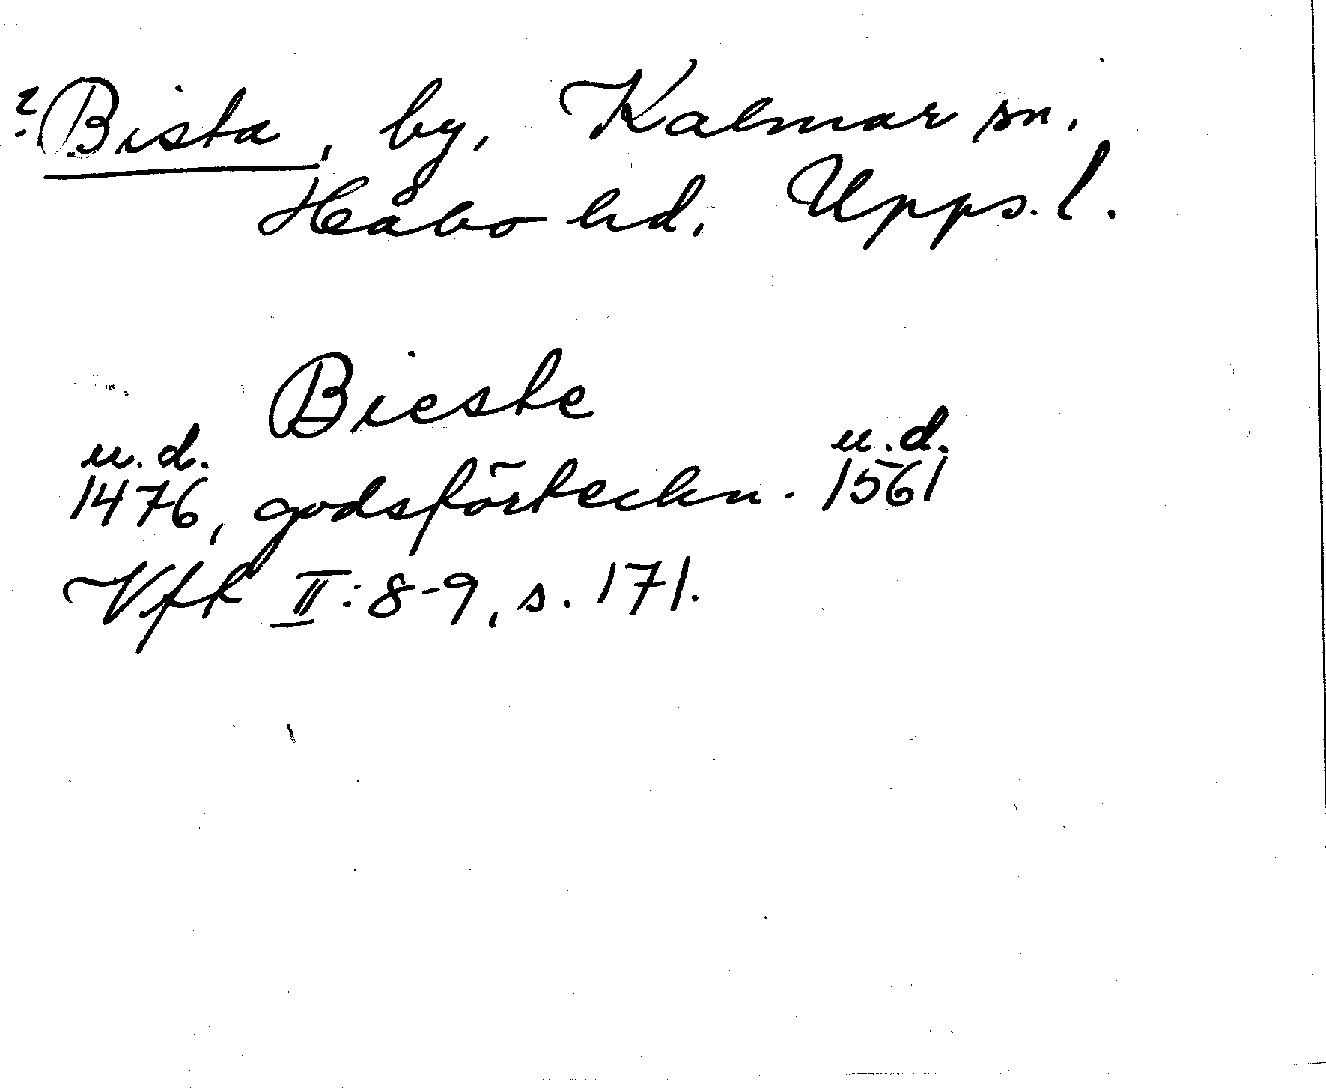 ? Bista, by, Kalmar sn.
Håbo hd. Upps. l.
Bieste
u.d. u.d.
1476, godsförteckn. 1561
Vfk II:8-9, s. 171.